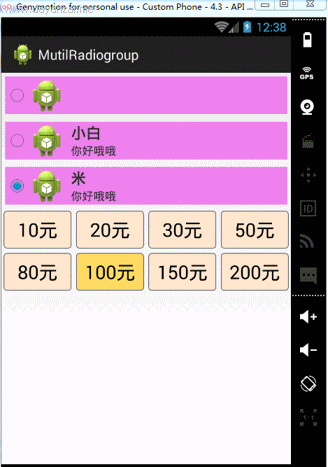 Genymotion for personal use - Custom Phone - 4.3 - API ...
12:38
MutilRadiogroup
小白
你好哦哦
米
你好哦哦
10元 20元 30元 50元
80元 100元 150元 200元
GPS
ID